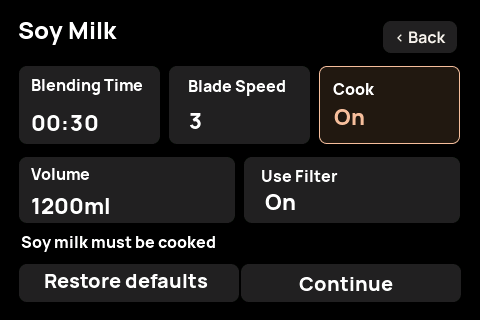 Soy Milk
‹ Back
Blending Time
00:30
Blade Speed
3
Cook
On
Volume
1200ml
Use Filter
On
Soy milk must be cooked
Restore defaults
Continue